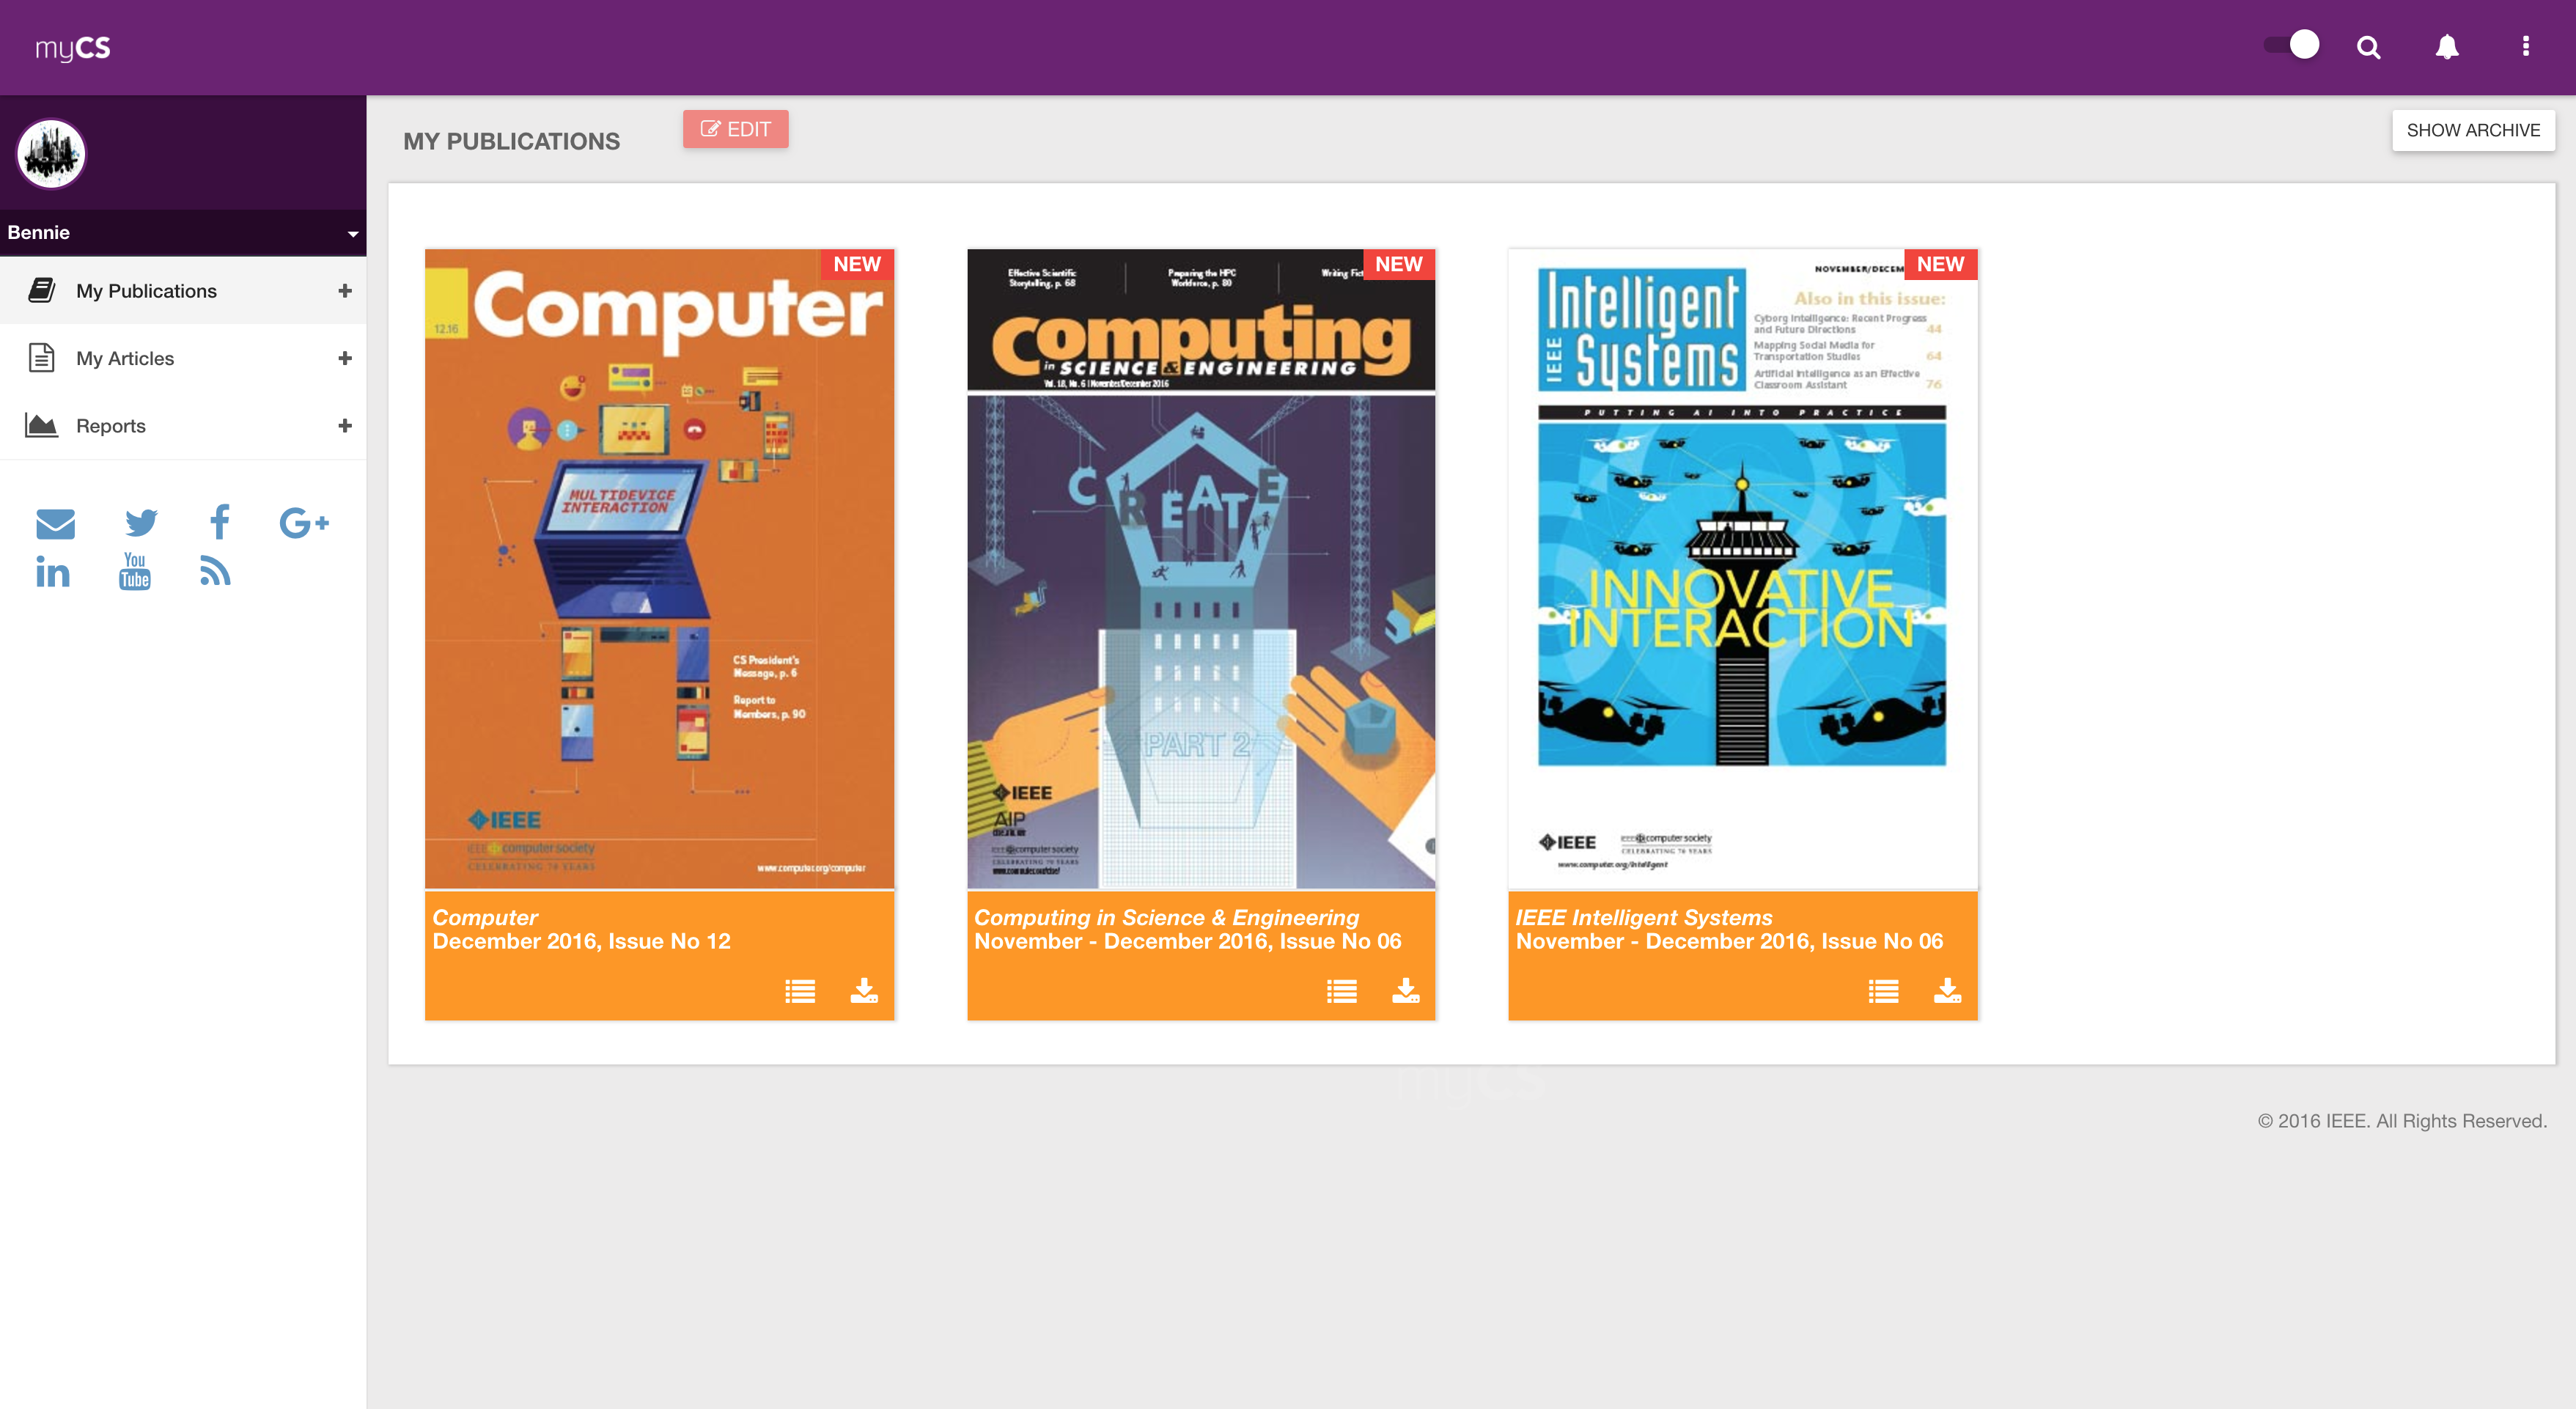 myCS
Bennie
My Publications
My Articles
Reports
You
Tube
MY PUBLICATIONS
EDIT
SHOW ARCHIVE
NEW
12.16
Computer
MULTIDEVICE
INTERACTION
CS President's
Message, p. 6
Report to
Members, p. 90
IEEE
IEEE computer society
CELEBRATING 70 YEARS
www.computer.org/computer
Computer
December 2016, Issue No 12
NEW
Effective Scientific
Storytelling, p. 68
Preparing the HPC
Workforce, p. 80
Writing Fict
computing
in SCIENCE & ENGINEERING
Vol. 18, No. 6 | November/December 2016
CREATE
PART 2
IEEE
AIP
IEEE computer society
CELEBRATING 70 YEARS
Computing in Science & Engineering
November - December 2016, Issue No 06
NEW
NOVEMBER/DECEM
IEEE
Intelligent
Systems
Also in this issue:
Cyborg Intelligence: Recent Progress
and Future Directions 44
Mapping Social Media for
Transportation Studies 64
Artificial Intelligence as an Effective
Classroom Assistant 76
PUTTING AI INTO PRACTICE
INNOVATIVE
INTERACTION
IEEE
IEEE computer society
CELEBRATING 70 YEARS
www.computer.org/intelligent
IEEE Intelligent Systems
November - December 2016, Issue No 06
myCS
© 2016 IEEE. All Rights Reserved.